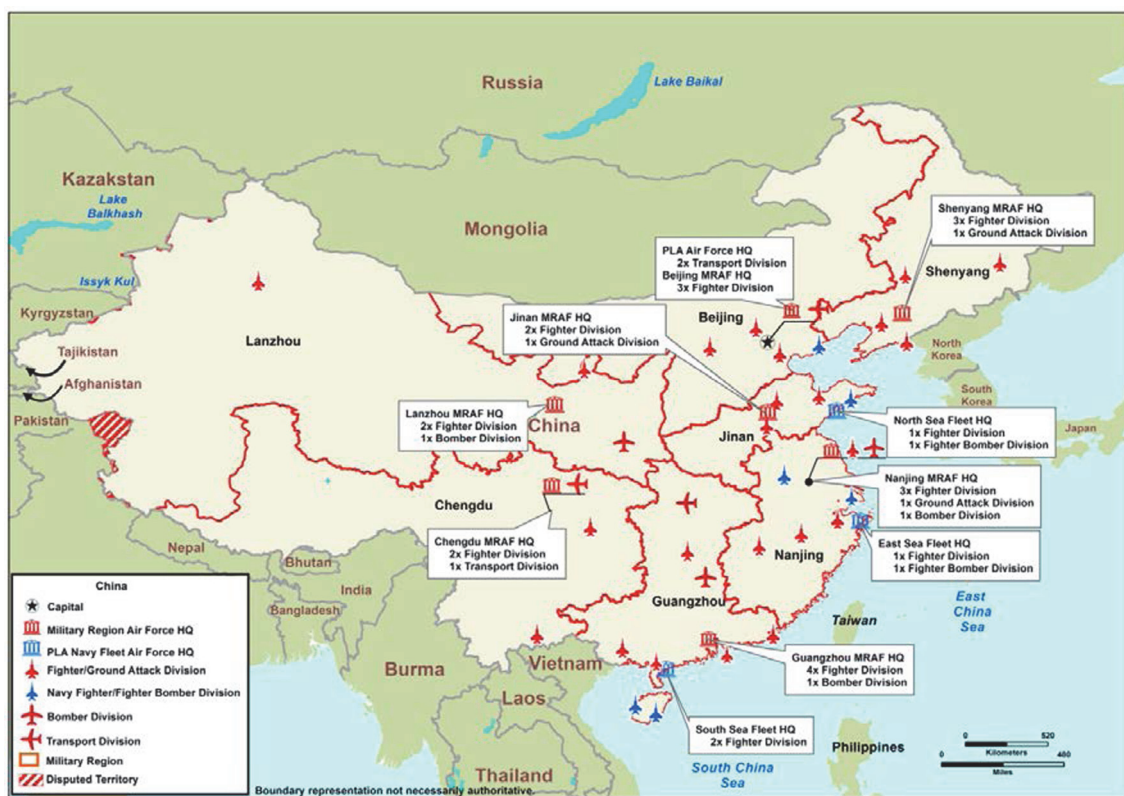 Russia
Lake Baikal
Kazakstan
Lake
Balkhash
Mongolia
Issyk Kul
Kyrgyzstan
Tajikistan
Afghanistan
Pakistan
Lanzhou
Shenyang MRAF HQ
3x Fighter Division
1x Ground Attack Division
Shenyang
PLA Air Force HQ
2x Transport Division
Beijing MRAF HQ
3x Fighter Division
Beijing
Jinan MRAF HQ
2x Fighter Division
1x Ground Attack Division
North
Korea
South
Korea
Japan
Lanzhou MRAF HQ
2x Fighter Division
1x Bomber Division
China
Jinan
North Sea Fleet HQ
1x Fighter Division
1x Fighter Bomber Division
Nanjing MRAF HQ
3x Fighter Division
1x Ground Attack Division
1x Bomber Division
Chengdu
Chengdu MRAF HQ
2x Fighter Division
1x Transport Division
Nanjing
East Sea Fleet HQ
1x Fighter Division
1x Fighter Bomber Division
Nepal
Bhutan
India
Bangladesh
Guangzhou
Taiwan
East
China
Sea
Burma
Vietnam
Laos
Guangzhou MRAF HQ
4x Fighter Division
1x Bomber Division
South Sea Fleet HQ
2x Fighter Division
Philippines
South China
Sea
Thailand
0
520
Kilometers
0
400
Miles
China
Capital
Military Region Air Force HQ
PLA Navy Fleet Air Force HQ
Fighter/Ground Attack Division
Navy Fighter/Fighter Bomber Division
Bomber Division
Transport Division
Military Region
Disputed Territory
Boundary representation not necessarily authoritative.